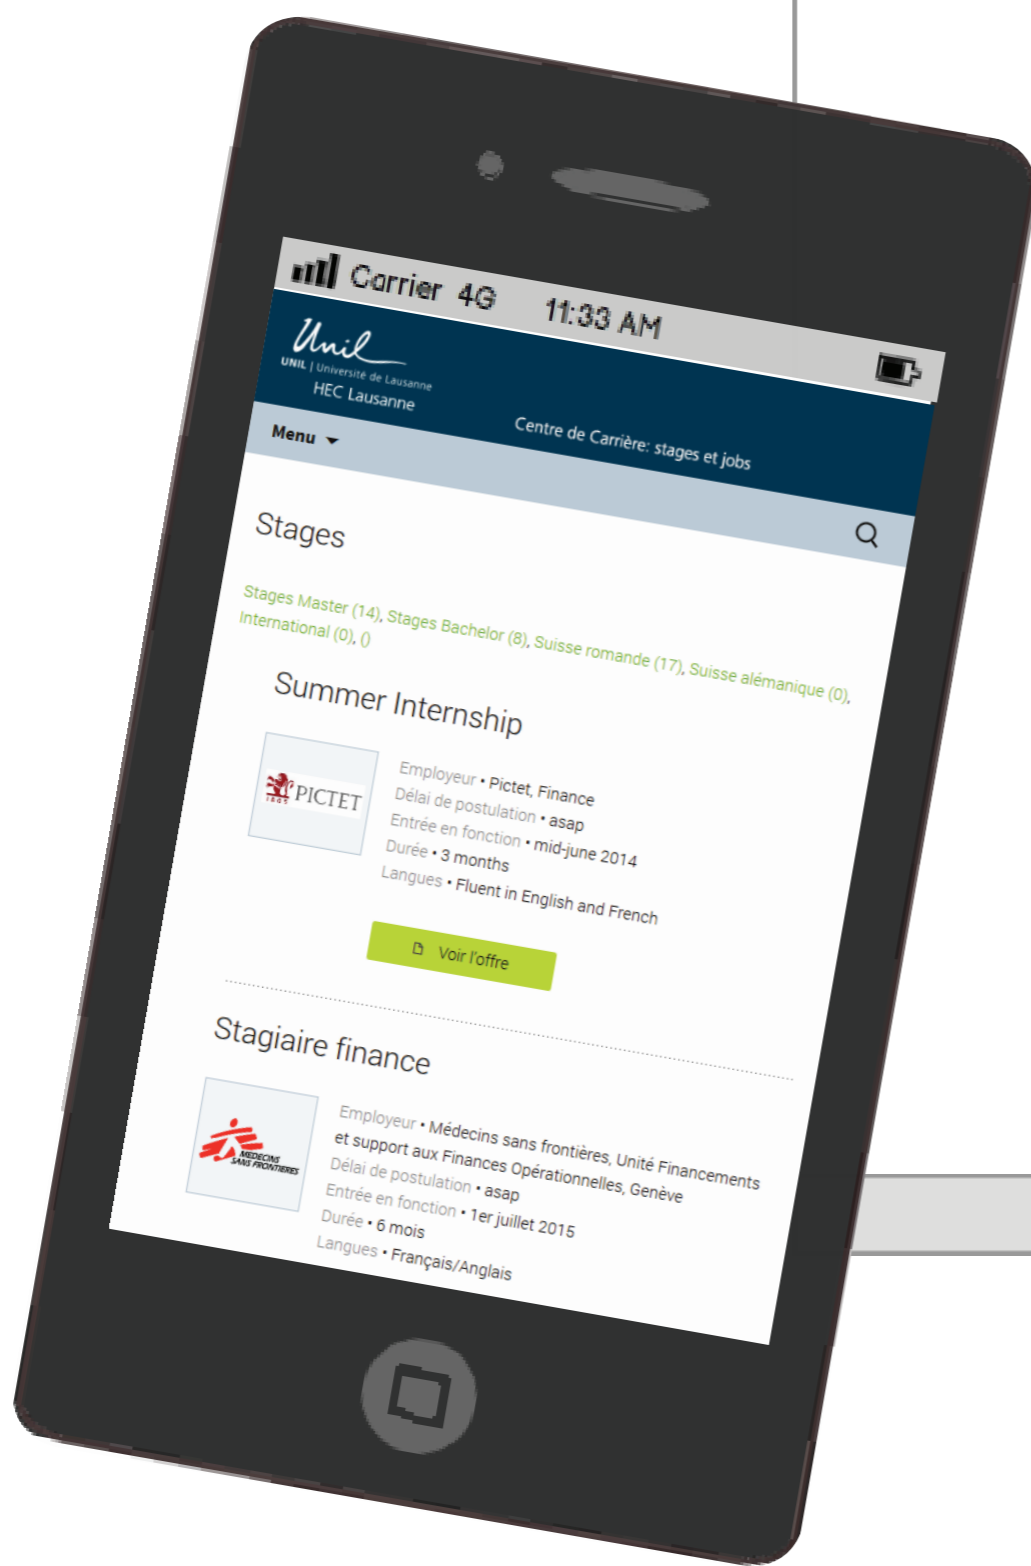 Carrier 4G 11:33 AM
Unil
UNIL | Université de Lausanne
HEC Lausanne
Centre de Carrière: stages et jobs
Menu
Stages
Stages Master (14), Stages Bachelor (8), Suisse romande (17), Suisse alémanique (0),
International (0), ()
Summer Internship
1805
PICTET
Employeur • Pictet, Finance
Délai de postulation • asap
Entrée en fonction • mid-june 2014
Durée • 3 months
Langues • Fluent in English and French
Voir l'offre
Stagiaire finance
MEDECINS
SANS FRONTIERES
Employeur • Médecins sans frontières, Unité Financements
et support aux Finances Opérationnelles, Genève
Délai de postulation • asap
Entrée en fonction • 1er juillet 2015
Durée • 6 mois
Langues • Français/Anglais